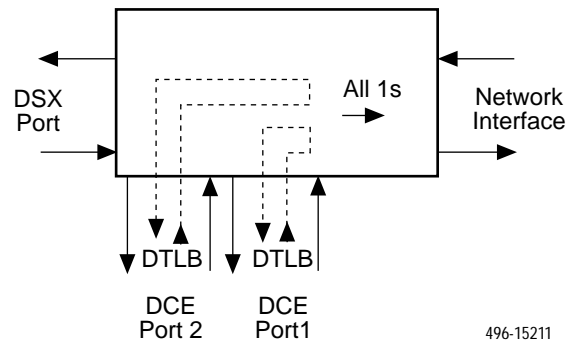 DSX
Port
All 1s
Network
Interface
DTLB
DTLB
DCE
Port 2
DCE
Port1
496-15211